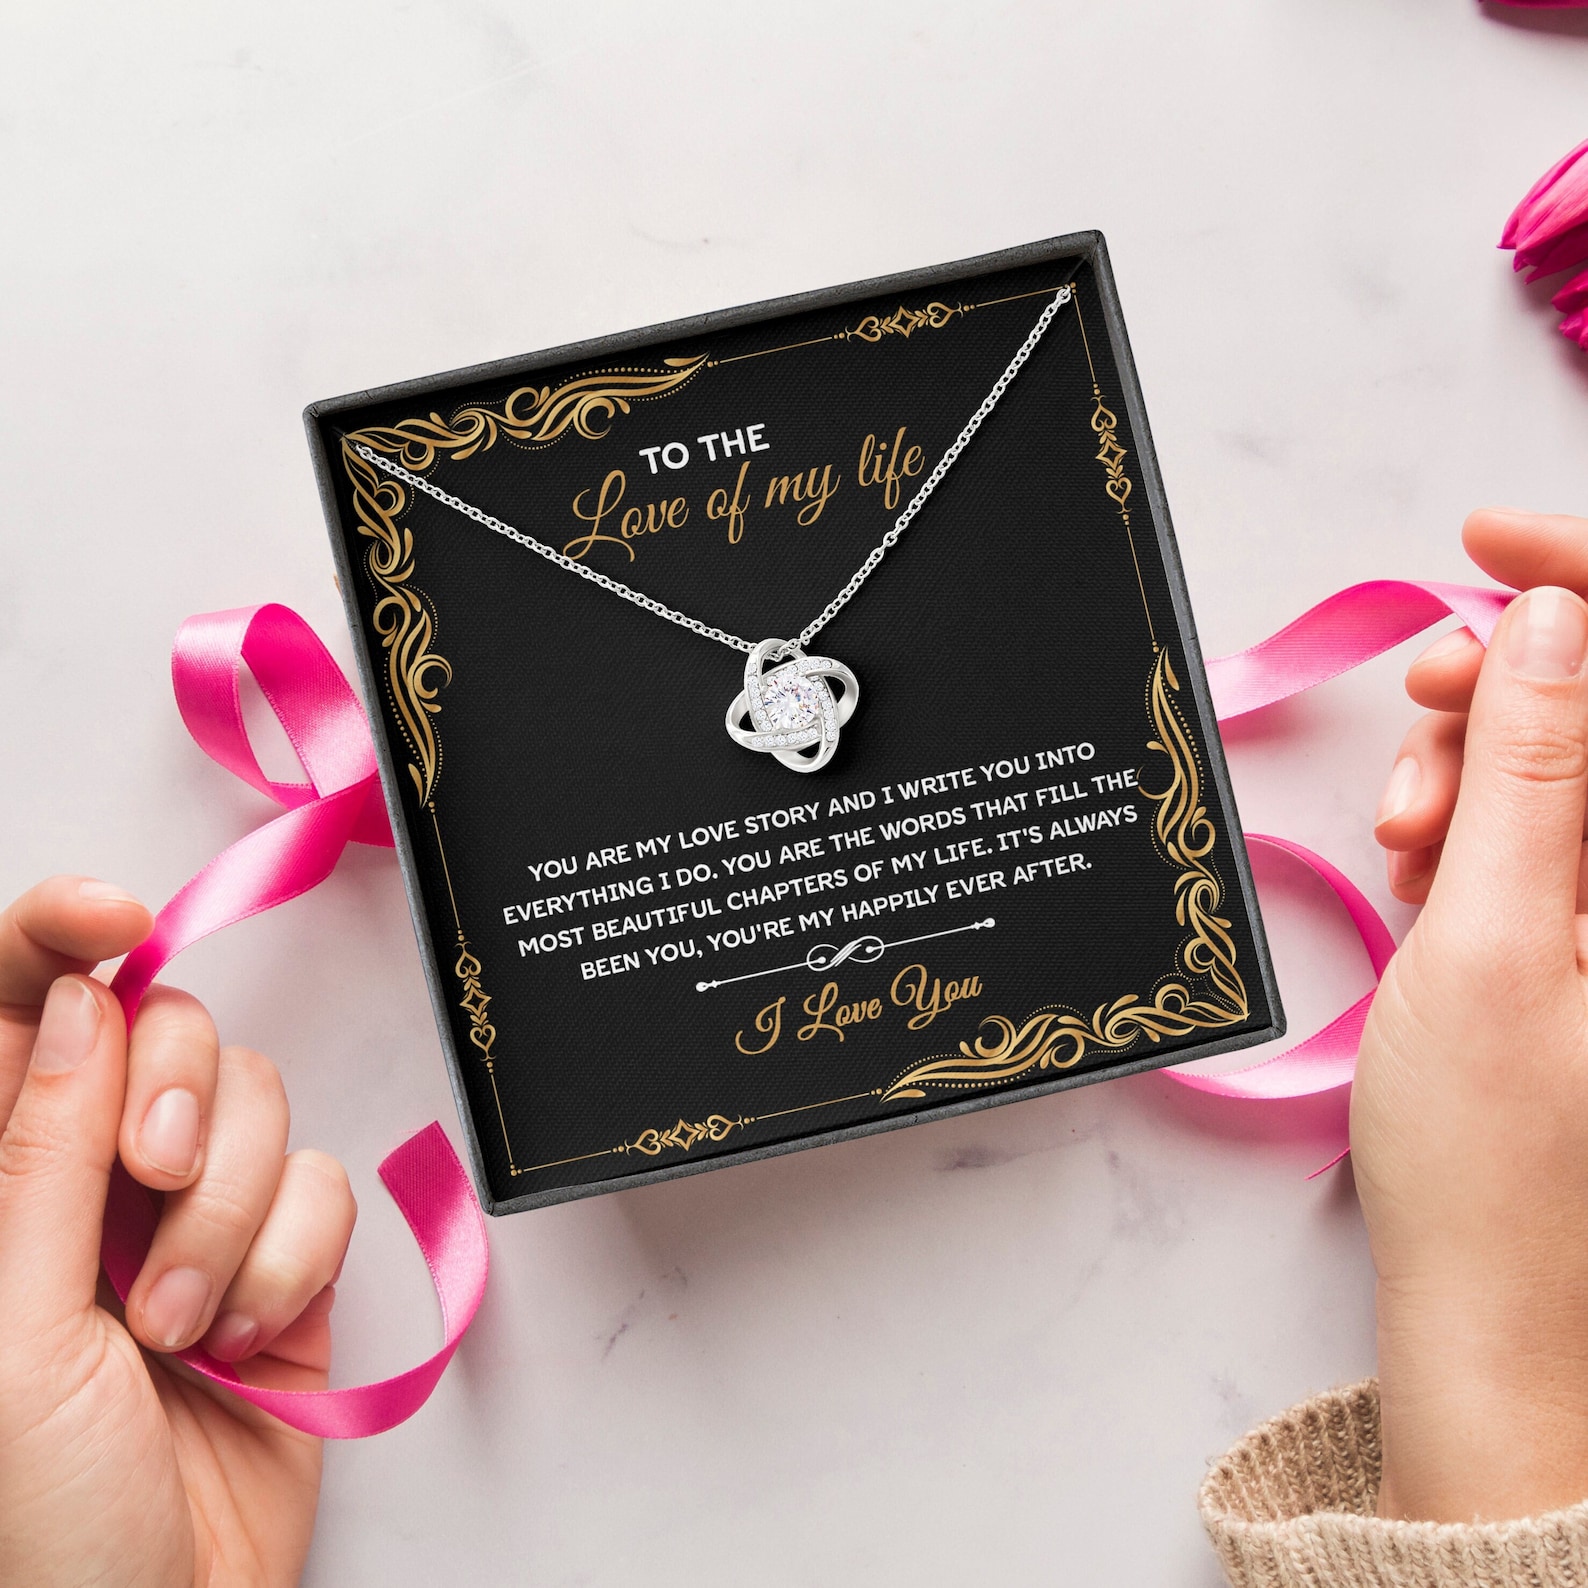 TO THE
Love of my life
YOU ARE MY LOVE STORY AND I WRITE YOU INTO
EVERYTHING I DO. YOU ARE THE WORDS THAT FILL THE
MOST BEAUTIFUL CHAPTERS OF MY LIFE. IT'S ALWAYS
BEEN YOU, YOU'RE MY HAPPILY EVER AFTER.
I Love You